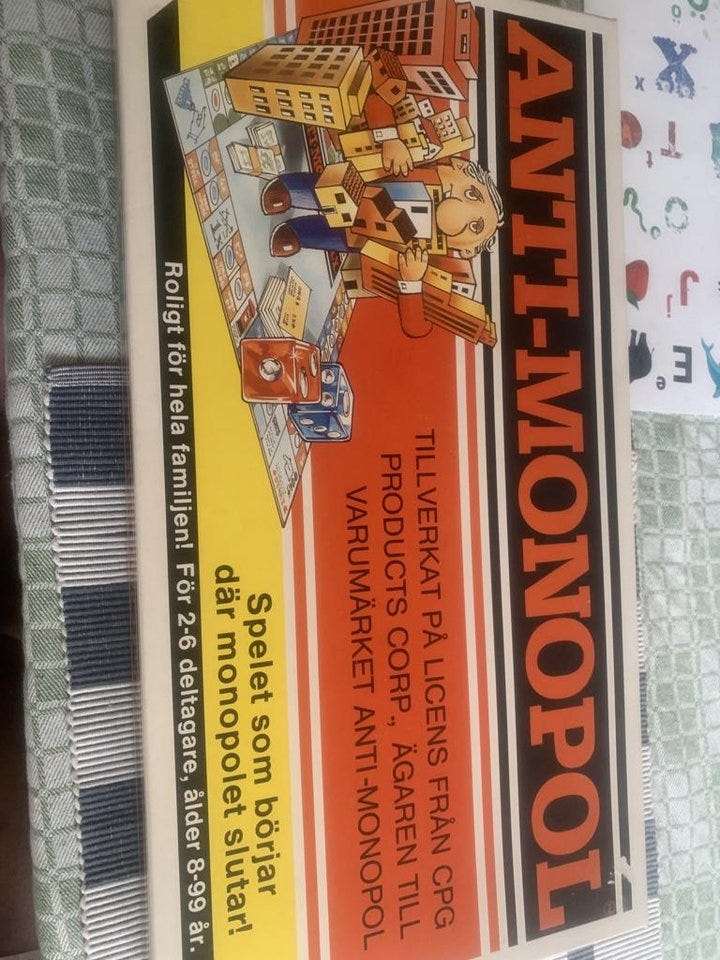 ANTI-MONOPOL
TILLVERKAT PÅ LICENS FRÅN CPG
PRODUCTS CORP., ÄGAREN TILL
VARUMÄRKET ANTI-MONOPOL
Spelet som börjar
där monopolet slutar!
Roligt för hela familjen! För 2-6 deltagare, ålder 8-99 år.
X
x
t
J
j
E
e